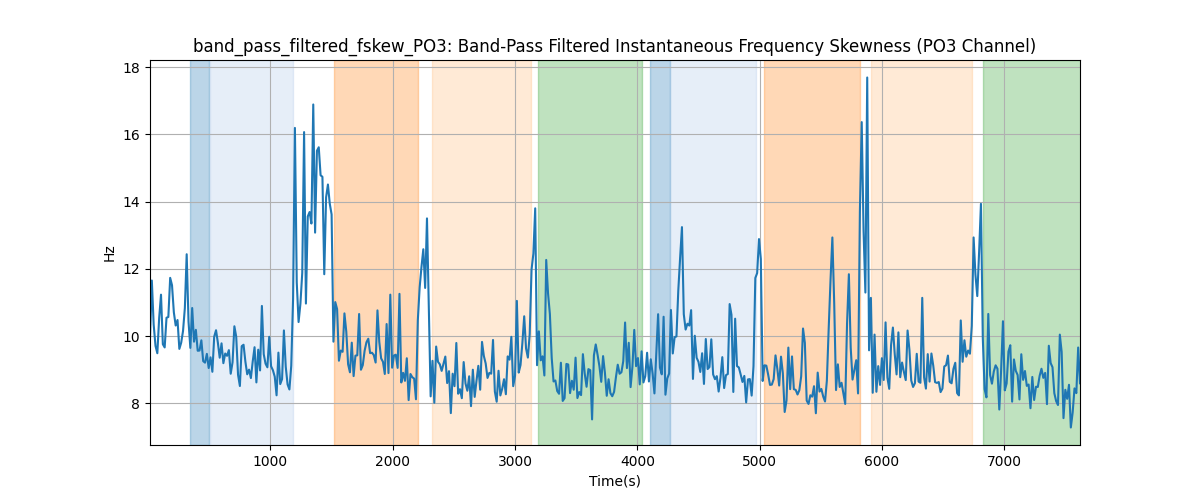 band_pass_filtered_fskew_PO3: Band-Pass Filtered Instantaneous Frequency Skewness (PO3 Channel)
18
16
14
12
10
8
Hz
1000 2000 3000 4000 5000 6000 7000
Time(s)